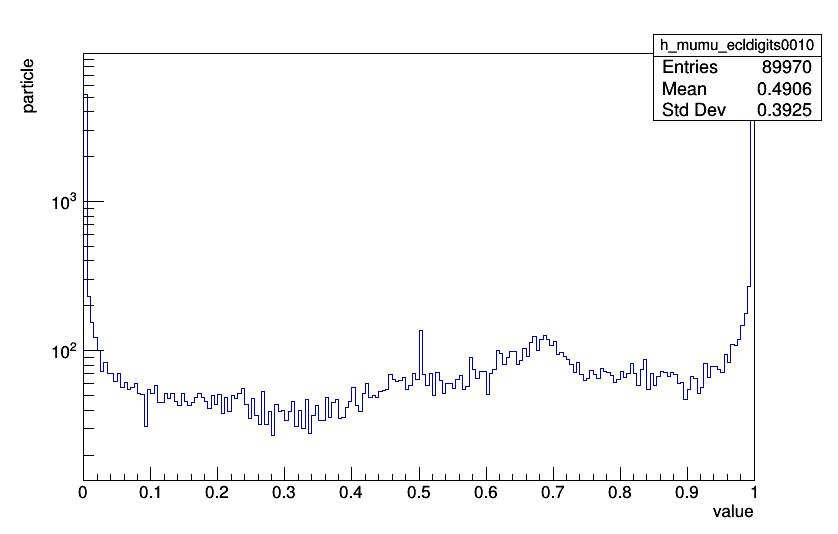 h_mumu_ecldigits0010
Entries 89970
Mean 0.4906
Std Dev 0.3925
particle
10³
10²
0 0.1 0.2 0.3 0.4 0.5 0.6 0.7 0.8 0.9 1
value